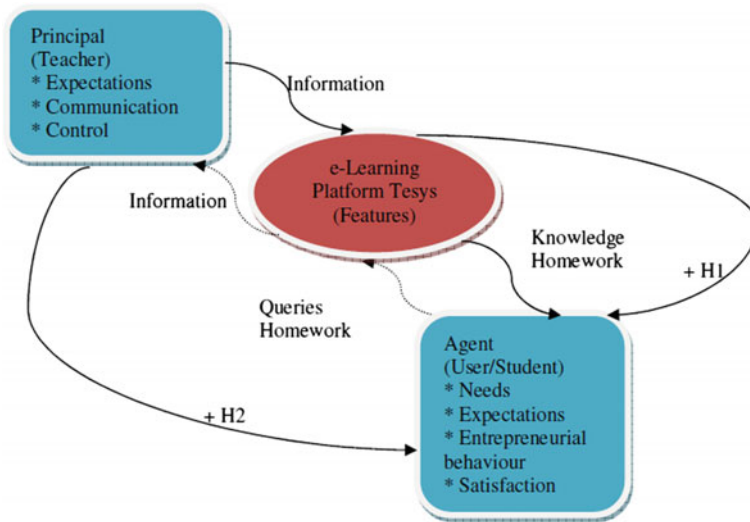 Principal
(Teacher)
* Expectations
* Communication
* Control
Information
e-Learning
Platform Tesys
(Features)
Information
Knowledge
Homework
+ H1
Queries
Homework
Agent
(User/Student)
* Needs
* Expectations
* Entrepreneurial
behaviour
* Satisfaction
+ H2